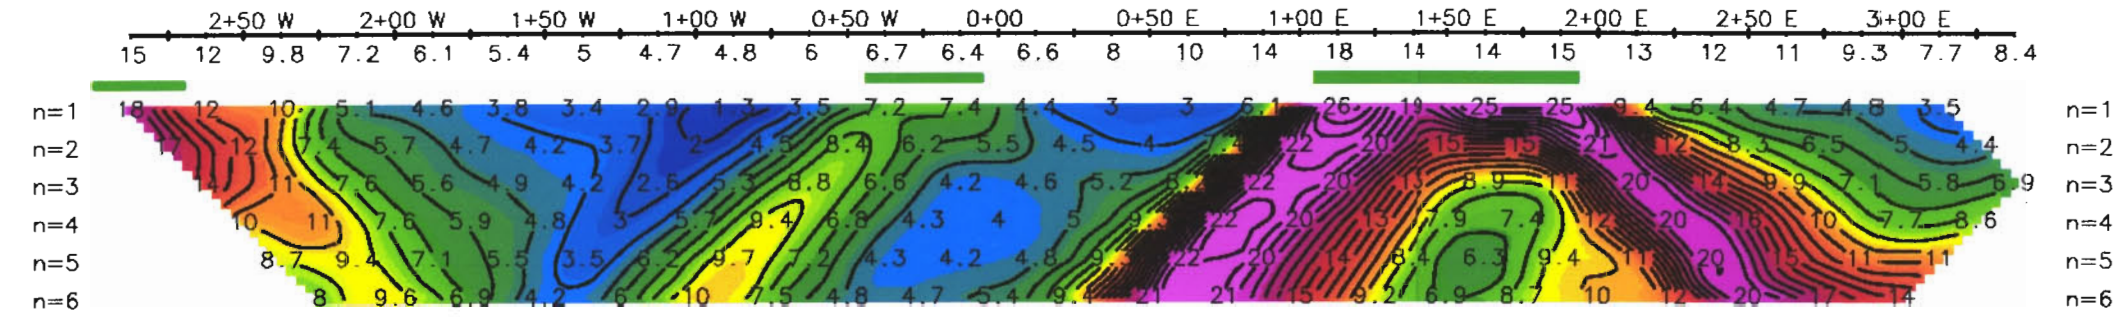 2+50 W 2+00 W 1+50 W 1+00 W 0+50 W 0+00 0+50 E 1+00 E 1+50 E 2+00 E 2+50 E 3+00 E
15 12 9.8 7.2 6.1 5.4 5 4.7 4.8 6 6.7 6.4 6.6 8 10 14 18 14 14 15 13 12 11 9.3 7.7 8.4
n=1 18 12 10 5.1 4.6 3.8 3.4 2.9 1.3 3.5 7.2 7.4 4.4 3 3 6.1 26 19 25 25 9.4 6.4 4.7 4.8 3.5 n=1
n=2 17 12 7.4 5.7 4.7 4.2 3.7 2 4.5 8.4 6.2 5.5 4.5 4 7.4 22 20 15 15 21 12 8.3 6.5 5 4.4 n=2
n=3 11 7.6 5.6 4.9 4.2 2.6 5.3 8.8 6.6 4.2 4.6 5.2 8.2 22 20 13 8.9 11 20 14 9.9 7.1 5.8 6.9 n=3
n=4 10 11 7.6 5.9 4.8 3 5.7 9.4 6.8 4.3 4 5 9.3 22 20 13 7.9 7.4 12 20 16 10 7.7 8.6 n=4
n=5 8.7 9.4 7.1 5.5 3.5 6.2 9.7 7.2 4.3 4.2 4.8 9.3 22 20 14 8.4 6.3 9.4 11 20 15 11 11 n=5
n=6 8 9.6 6.9 4.2 6 10 7.9 4.8 4.7 5.4 9.4 21 21 15 9.2 6.9 8.7 10 12 20 17 14 n=6